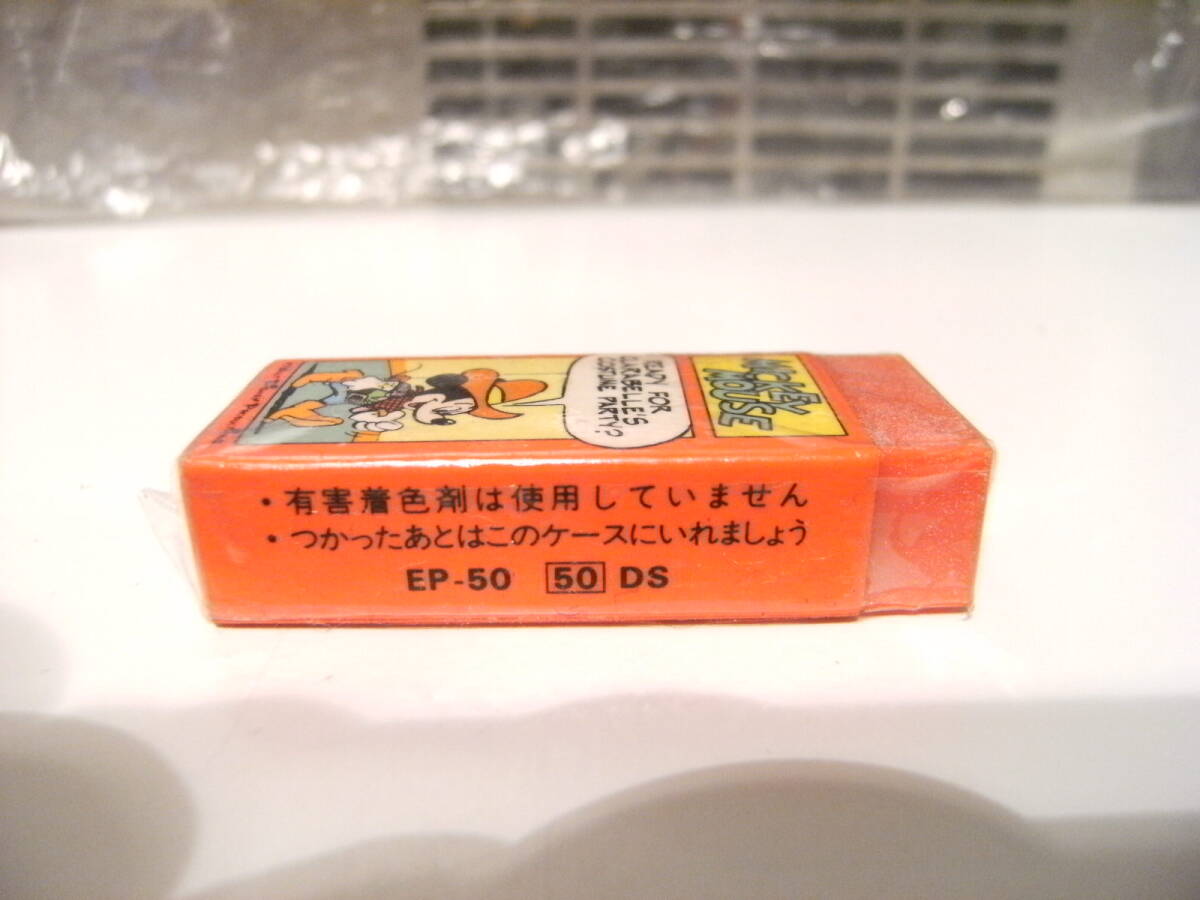 MICKEY
MOUSE
READY FOR
CLARABELLE'S
COSTUME PARTY?
・有害着色剤は使用していません
・つかったあとはこのケースにいれましょう
EP-50 50 DS